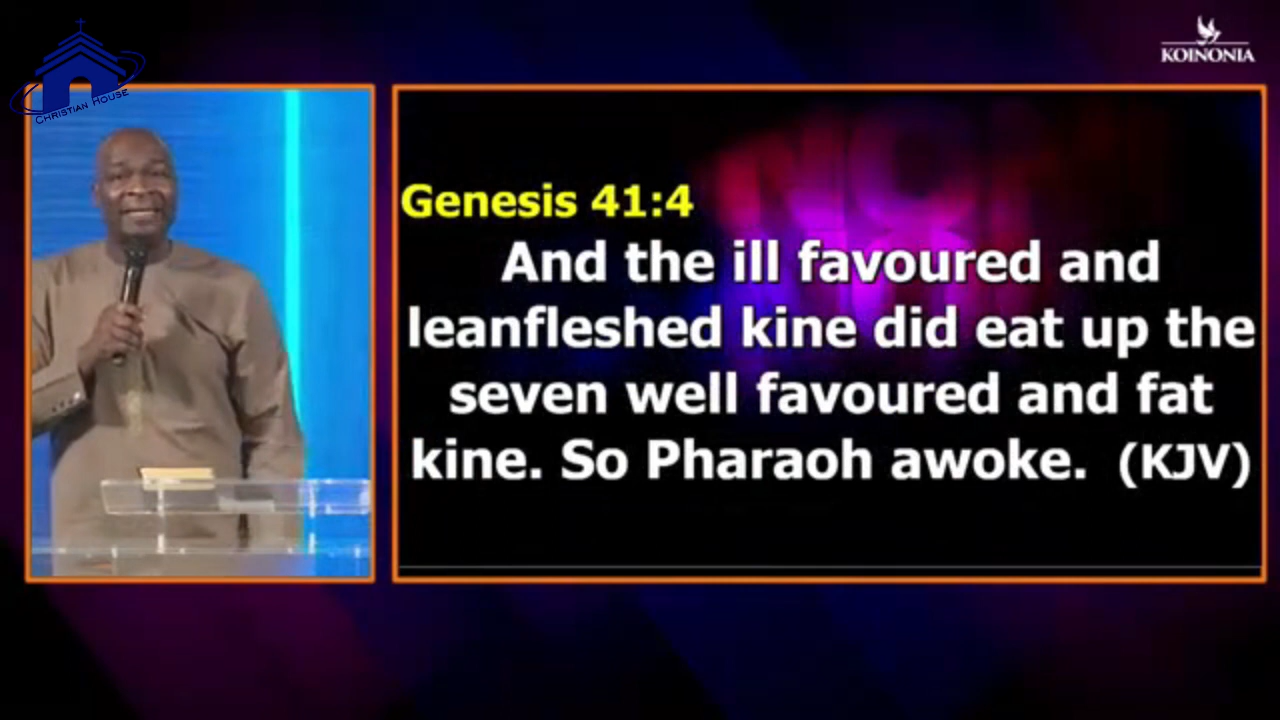 CHRISTIAN HOUSE
KOINONIA
Genesis 41:4
And the ill favoured and
leanfleshed kine did eat up the
seven well favoured and fat
kine. So Pharaoh awoke. (KJV)